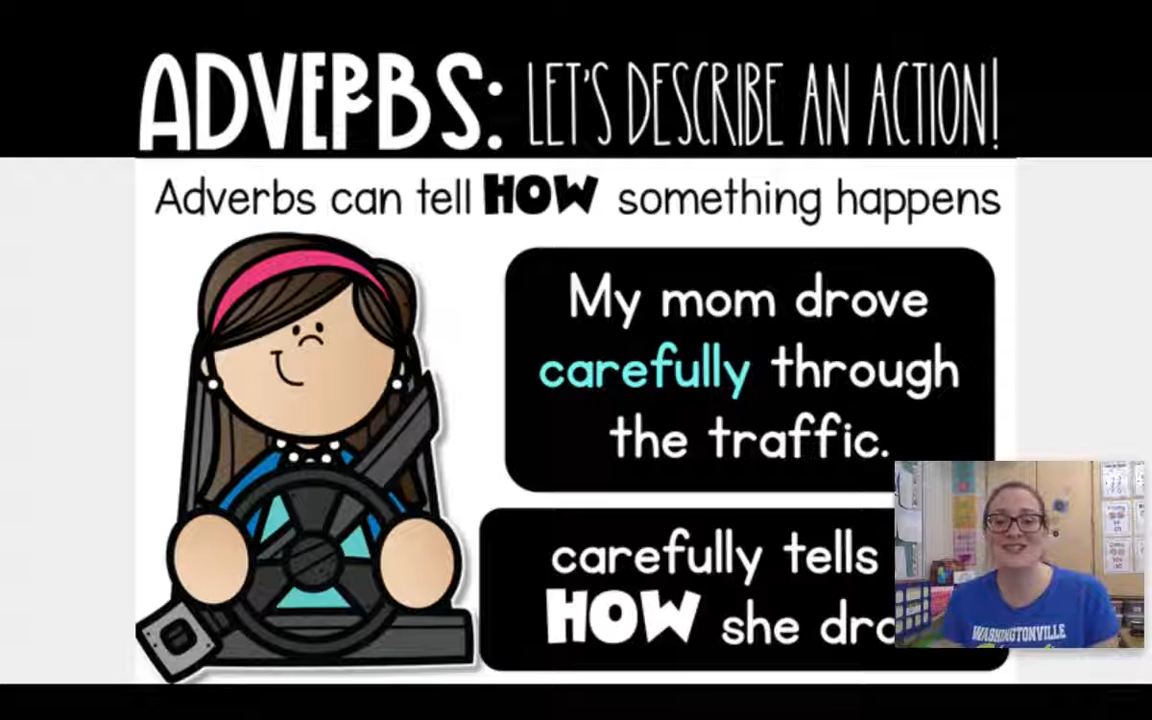 ADVERBS: LET'S DESCRIBE AN ACTION!
Adverbs can tell HOW something happens
My mom drove
carefully through
the traffic.
carefully tells
HOW she
WASHINGTONVILLE